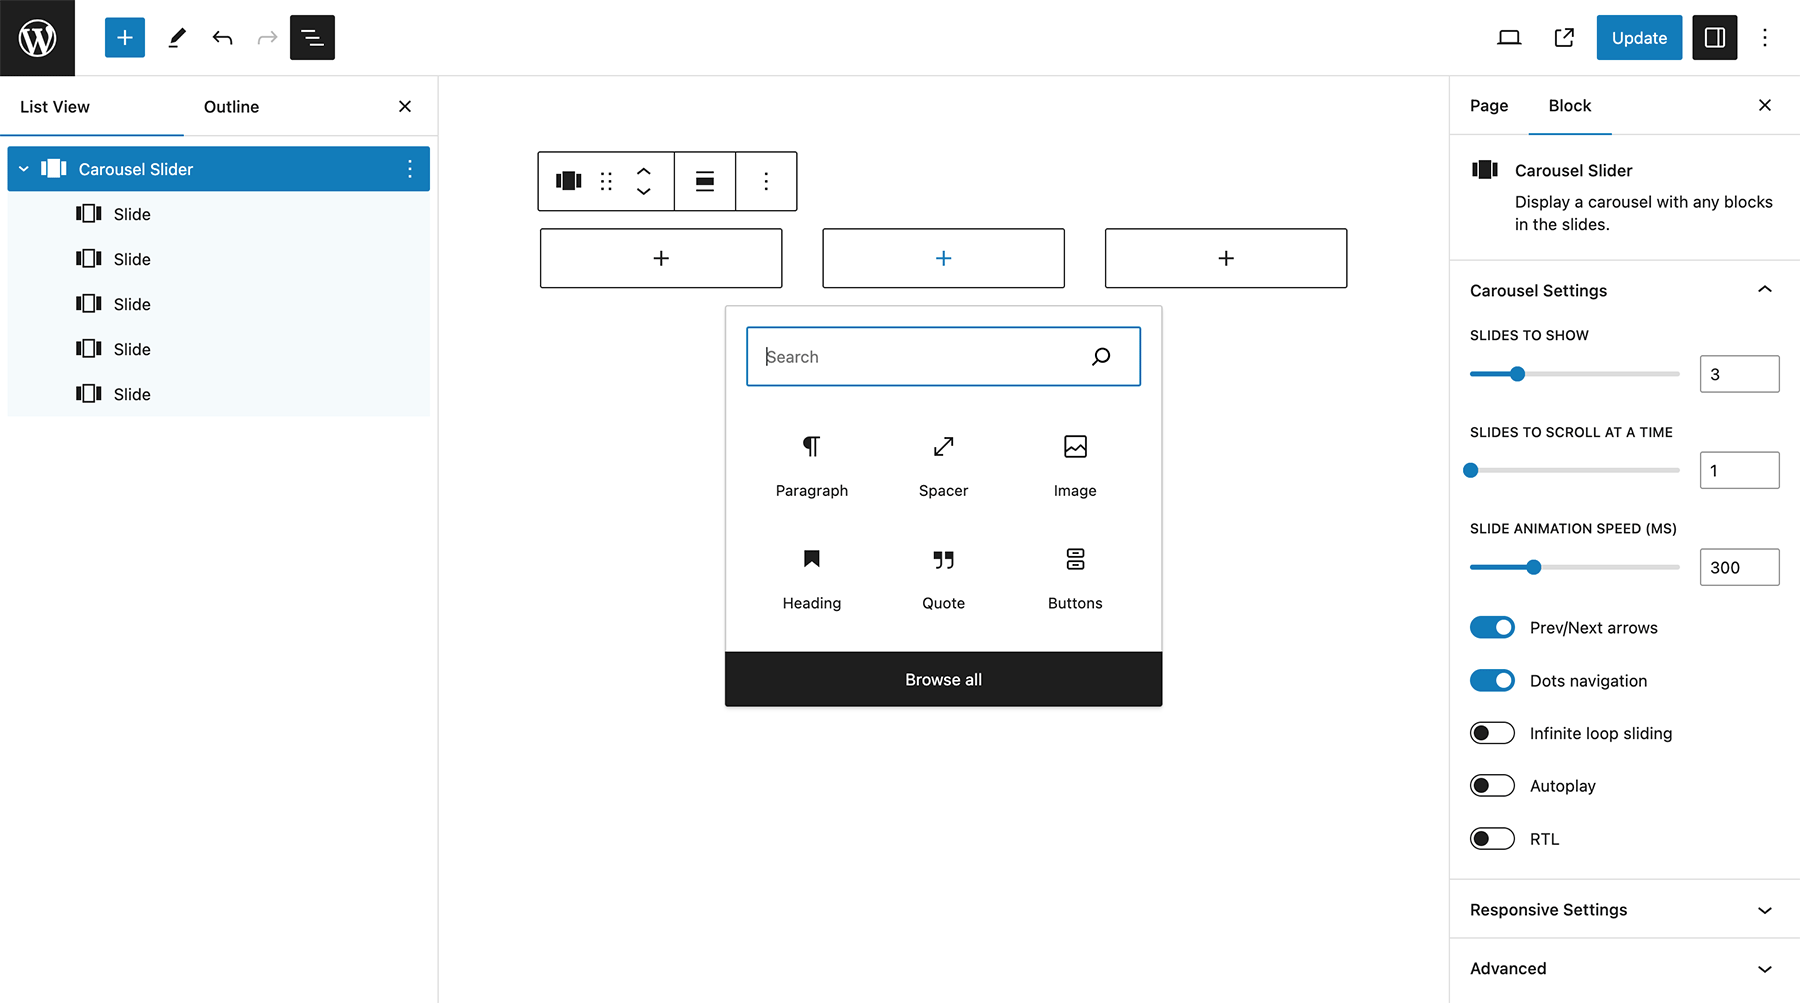 Update
List View
Outline
Carousel Slider
Slide
Slide
Slide
Slide
Slide
Search
Paragraph
Spacer
Image
Heading
Quote
Buttons
Browse all
Page
Block
Carousel Slider
Display a carousel with any blocks
in the slides.
Carousel Settings
SLIDES TO SHOW
3
SLIDES TO SCROLL AT A TIME
1
SLIDE ANIMATION SPEED (MS)
300
Prev/Next arrows
Dots navigation
Infinite loop sliding
Autoplay
RTL
Responsive Settings
Advanced